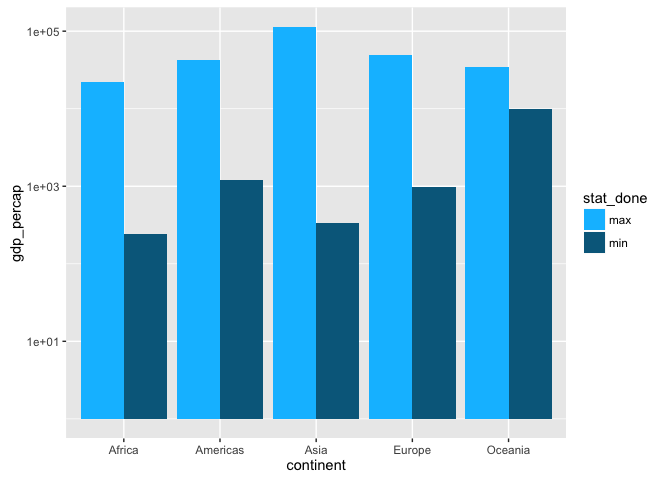 1e+05
1e+03
1e+01
gdp_percap
Africa Americas Asia Europe Oceania
continent
stat_done
max
min